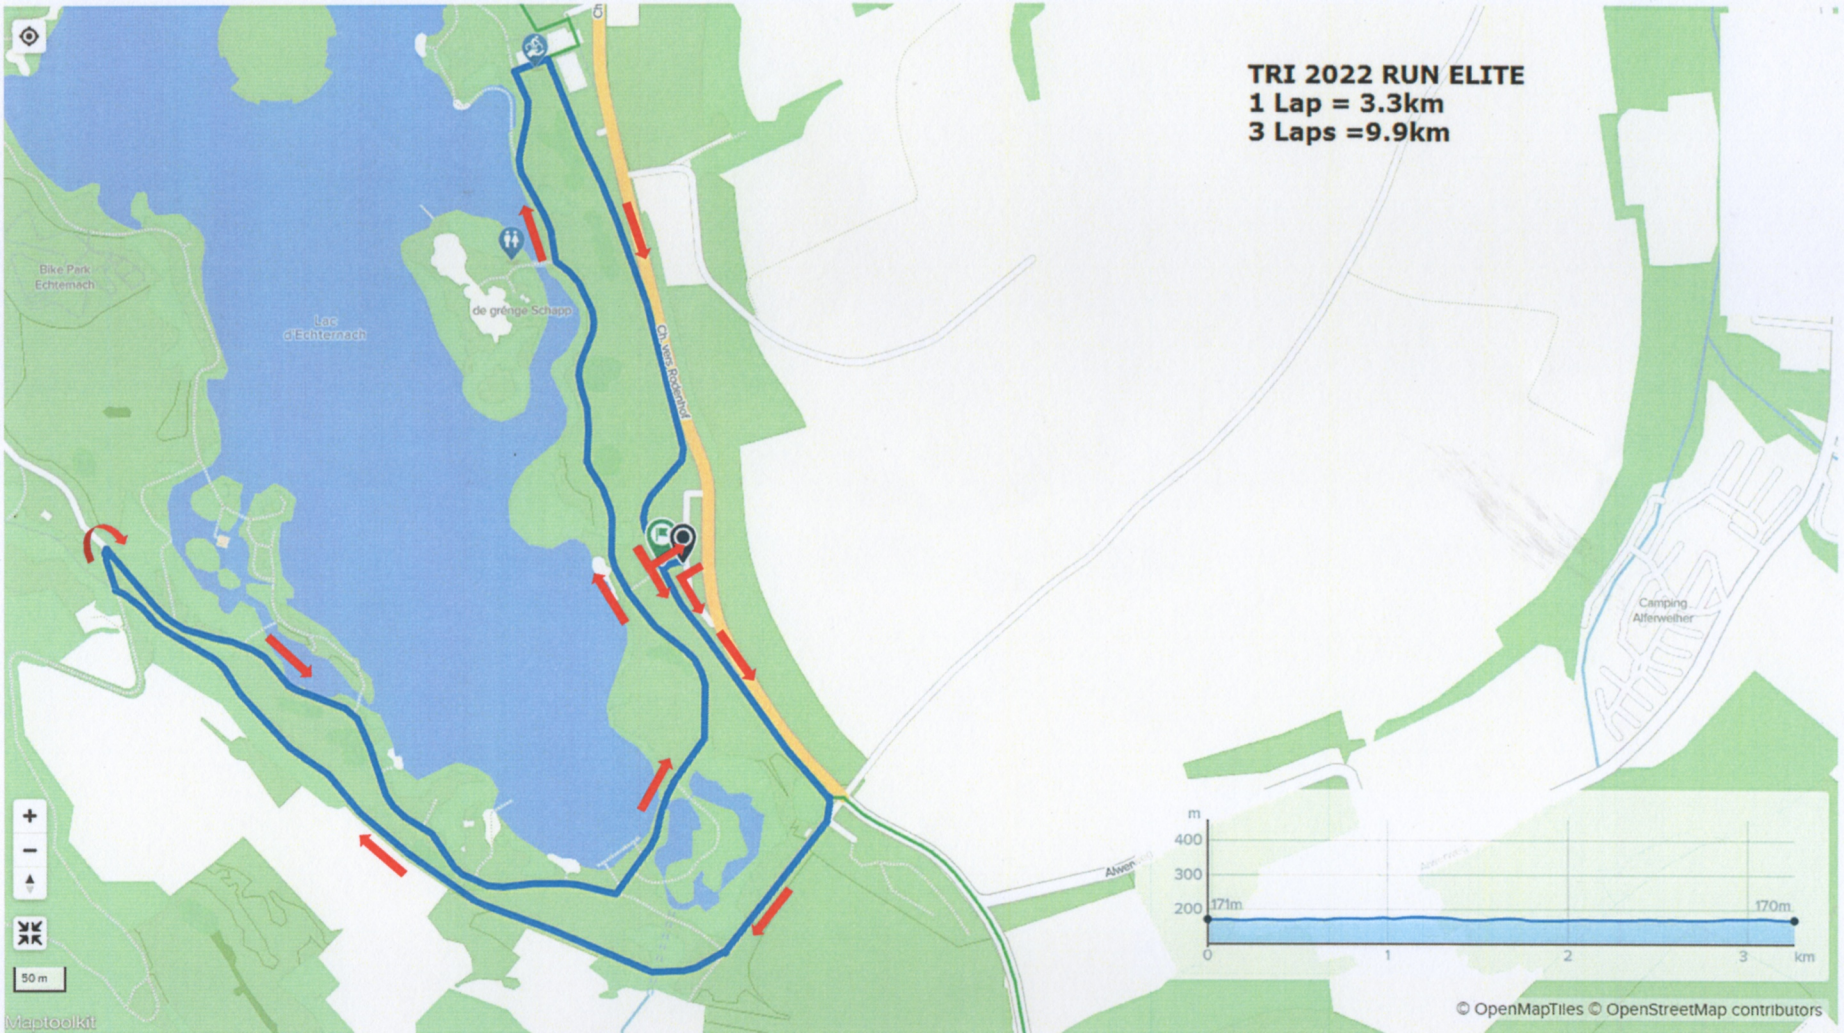 TRI 2022 RUN ELITE
1 Lap = 3.3km
3 Laps =9.9km
Ch
Bike Park
Echternach
Lac
d'Echternach
de grénge Schapp
Ch. vers Rodenhof
Camping
Alferweiher
+
−
50 m
Maptoolkit
m
400
300
200
171m
170m
0
1
2
3
km
© OpenMapTiles © OpenStreetMap contributors